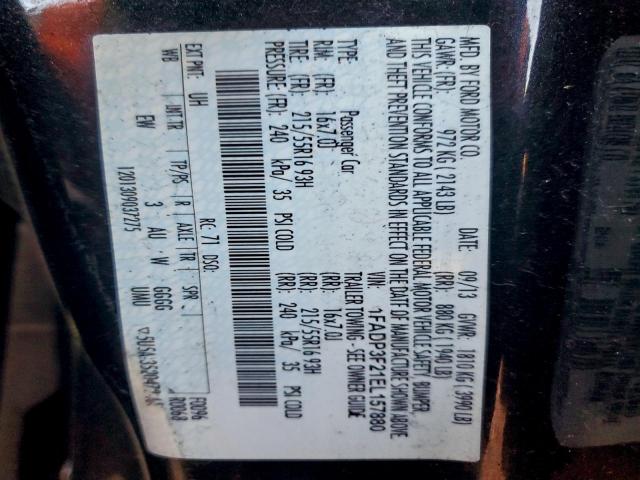 MFD. BY FORD MOTOR CO.
DATE: 09/13 GVWR: 1810 KG (3990 LB)
GAWR: (FR): 972 KG (2143 LB) (RR): 880 KG (1940 LB)
THIS VEHICLE CONFORMS TO ALL APPLICABLE FEDERAL MOTOR VEHICLE SAFETY, BUMPER,
AND THEFT PREVENTION STANDARDS IN EFFECT ON THE DATE OF MANUFACTURE SHOWN ABOVE
VIN: 1FADP3F21EL157880
TYPE: Passenger Car TRAILER TOWING - SEE OWNER GUIDE
RIM: (FR): 16x7.0J (RR): 16x7.0J
TIRE: (FR): 215/55R16 93H (RR): 215/55R16 93H
PRESSURE (FR): 240 kPa/ 35 PSI COLD (RR): 240 kPa/ 35 PSI COLD
EXT PNT: UH RC: 71 DSO:
WB INT TR TP/PS R AXLE TR SPR
EW 3 AU W GGGG UMU